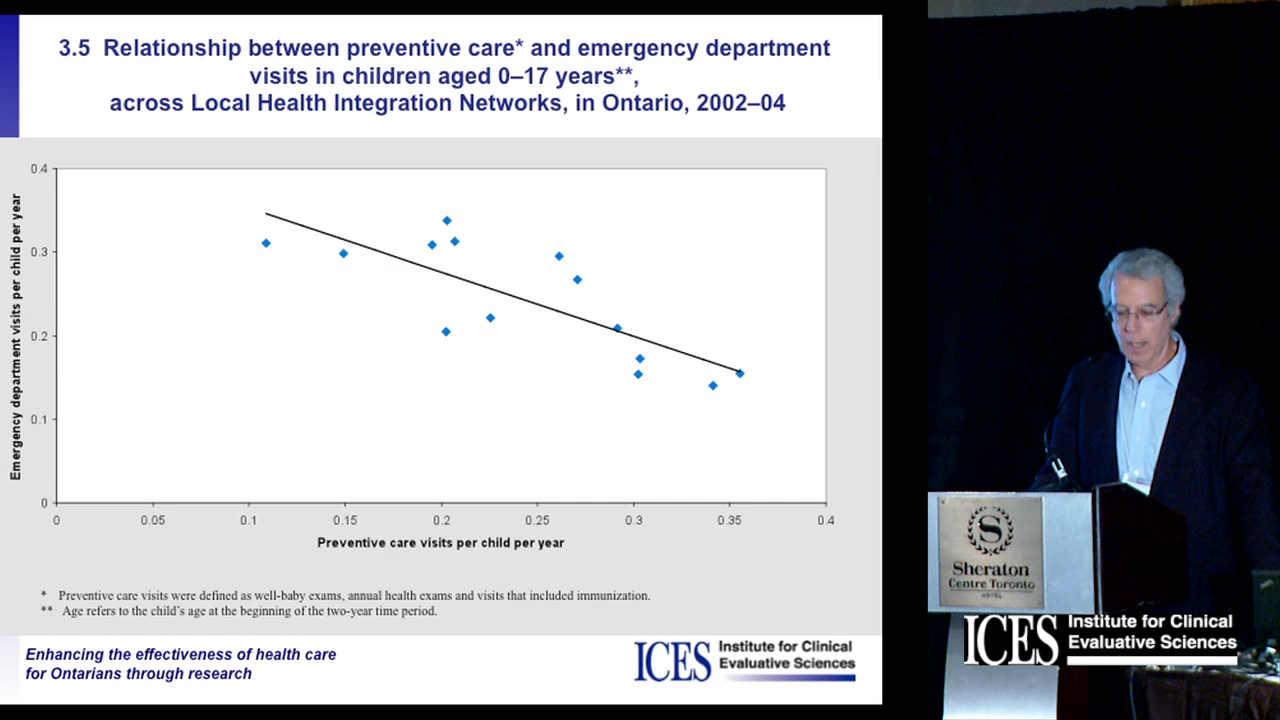 3.5 Relationship between preventive care* and emergency department
visits in children aged 0–17 years**,
across Local Health Integration Networks, in Ontario, 2002–04
Emergency department visits per child per year
0.4
0.3
0.2
0.1
0
0 0.05 0.1 0.15 0.2 0.25 0.3 0.35 0.4
Preventive care visits per child per year
* Preventive care visits were defined as well-baby exams, annual health exams and visits that included immunization.
** Age refers to the child's age at the beginning of the two-year time period.
Enhancing the effectiveness of health care
for Ontarians through research
ICES Institute for Clinical
Evaluative Sciences
S
Sheraton
Centre Toronto
HOTEL
ICES Institute for Clinical
Evaluative Sciences